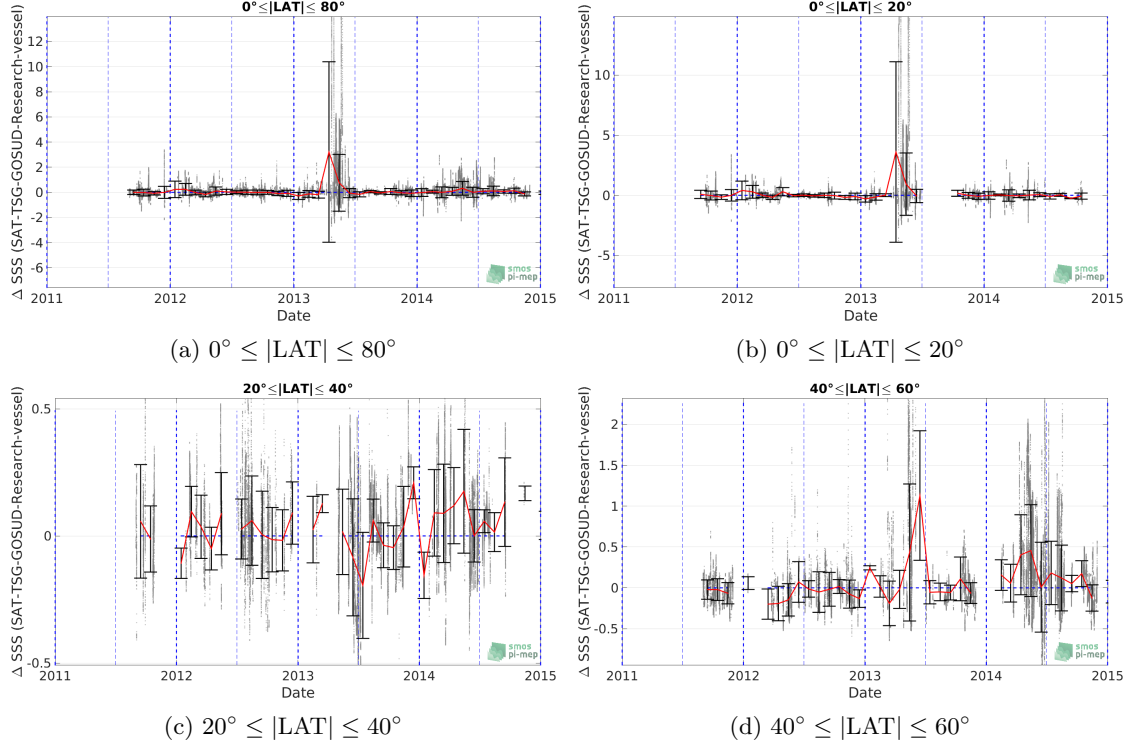 0°≤|LAT|≤ 80°
Δ SSS (SAT-TSG-GOSUD-Research-vessel)
12
10
8
6
4
2
0
-2
-4
-6
2011 2012 2013 2014 2015
Date
smos
pi-mep
(a) 0° ≤ |LAT| ≤ 80°
0°≤|LAT|≤ 20°
Δ SSS (SAT-TSG-GOSUD-Research-vessel)
10
5
0
-5
2011 2012 2013 2014 2015
Date
smos
pi-mep
(b) 0° ≤ |LAT| ≤ 20°
20°≤|LAT|≤ 40°
Δ SSS (SAT-TSG-GOSUD-Research-vessel)
0.5
0
-0.5
2011 2012 2013 2014 2015
Date
smos
pi-mep
(c) 20° ≤ |LAT| ≤ 40°
40°≤|LAT|≤ 60°
Δ SSS (SAT-TSG-GOSUD-Research-vessel)
2
1.5
1
0.5
0
-0.5
2011 2012 2013 2014 2015
Date
smos
pi-mep
(d) 40° ≤ |LAT| ≤ 60°